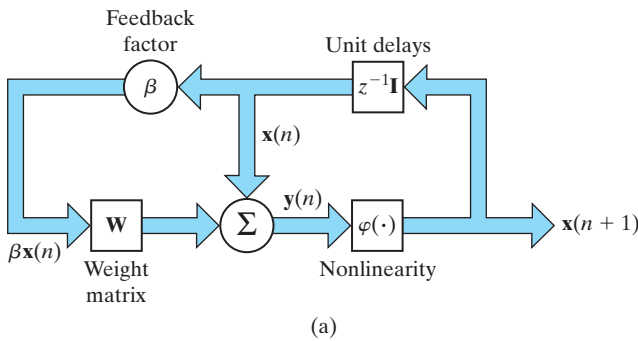 Feedback
factor
Unit delays
β
z⁻¹I
x(n)
y(n)
W
Σ
φ(·)
x(n + 1)
βx(n)
Weight
matrix
Nonlinearity
(a)